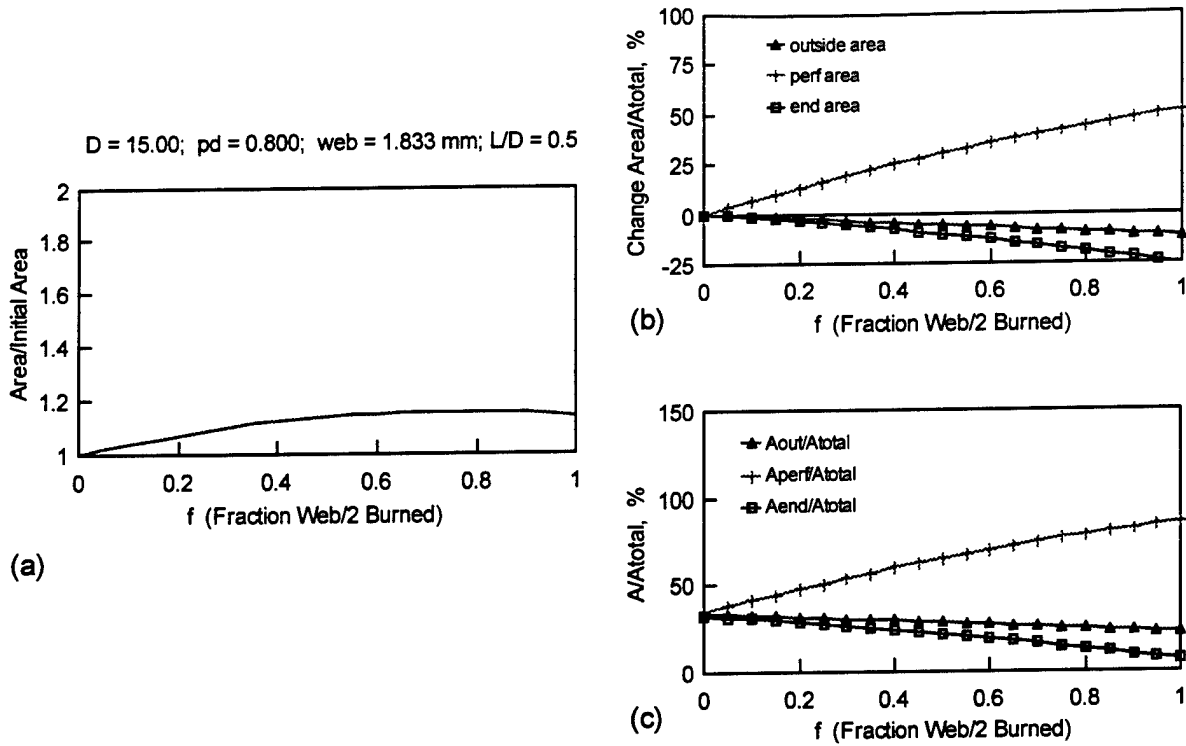 D = 15.00; pd = 0.800; web = 1.833 mm; L/D = 0.5
Area/Initial Area
2
1.8
1.6
1.4
1.2
1
0 0.2 0.4 0.6 0.8 1
f (Fraction Web/2 Burned)
(a)
Change Area/Atotal, %
100
75
50
25
0
-25
outside area
perf area
end area
0 0.2 0.4 0.6 0.8 1
f (Fraction Web/2 Burned)
(b)
A/Atotal, %
150
100
50
0
Aout/Atotal
Aperf/Atotal
Aend/Atotal
0 0.2 0.4 0.6 0.8 1
f (Fraction Web/2 Burned)
(c)